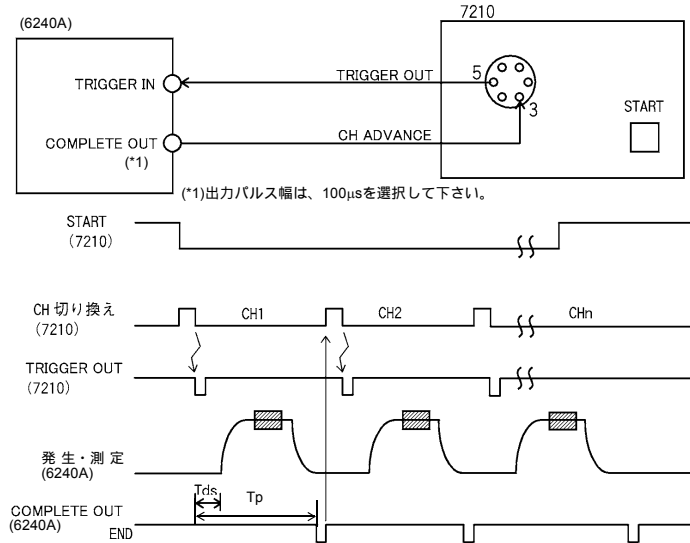 (6240A)
7210
TRIGGER IN
TRIGGER OUT
5
START
COMPLETE OUT
(*1)
CH ADVANCE
3
(*1)出力パルス幅は、100μsを選択して下さい。
START
(7210)
CH 切り換え
(7210)
CH1
CH2
CHn
TRIGGER OUT
(7210)
発生・測定
(6240A)
Tds
Tp
COMPLETE OUT
(6240A)
END